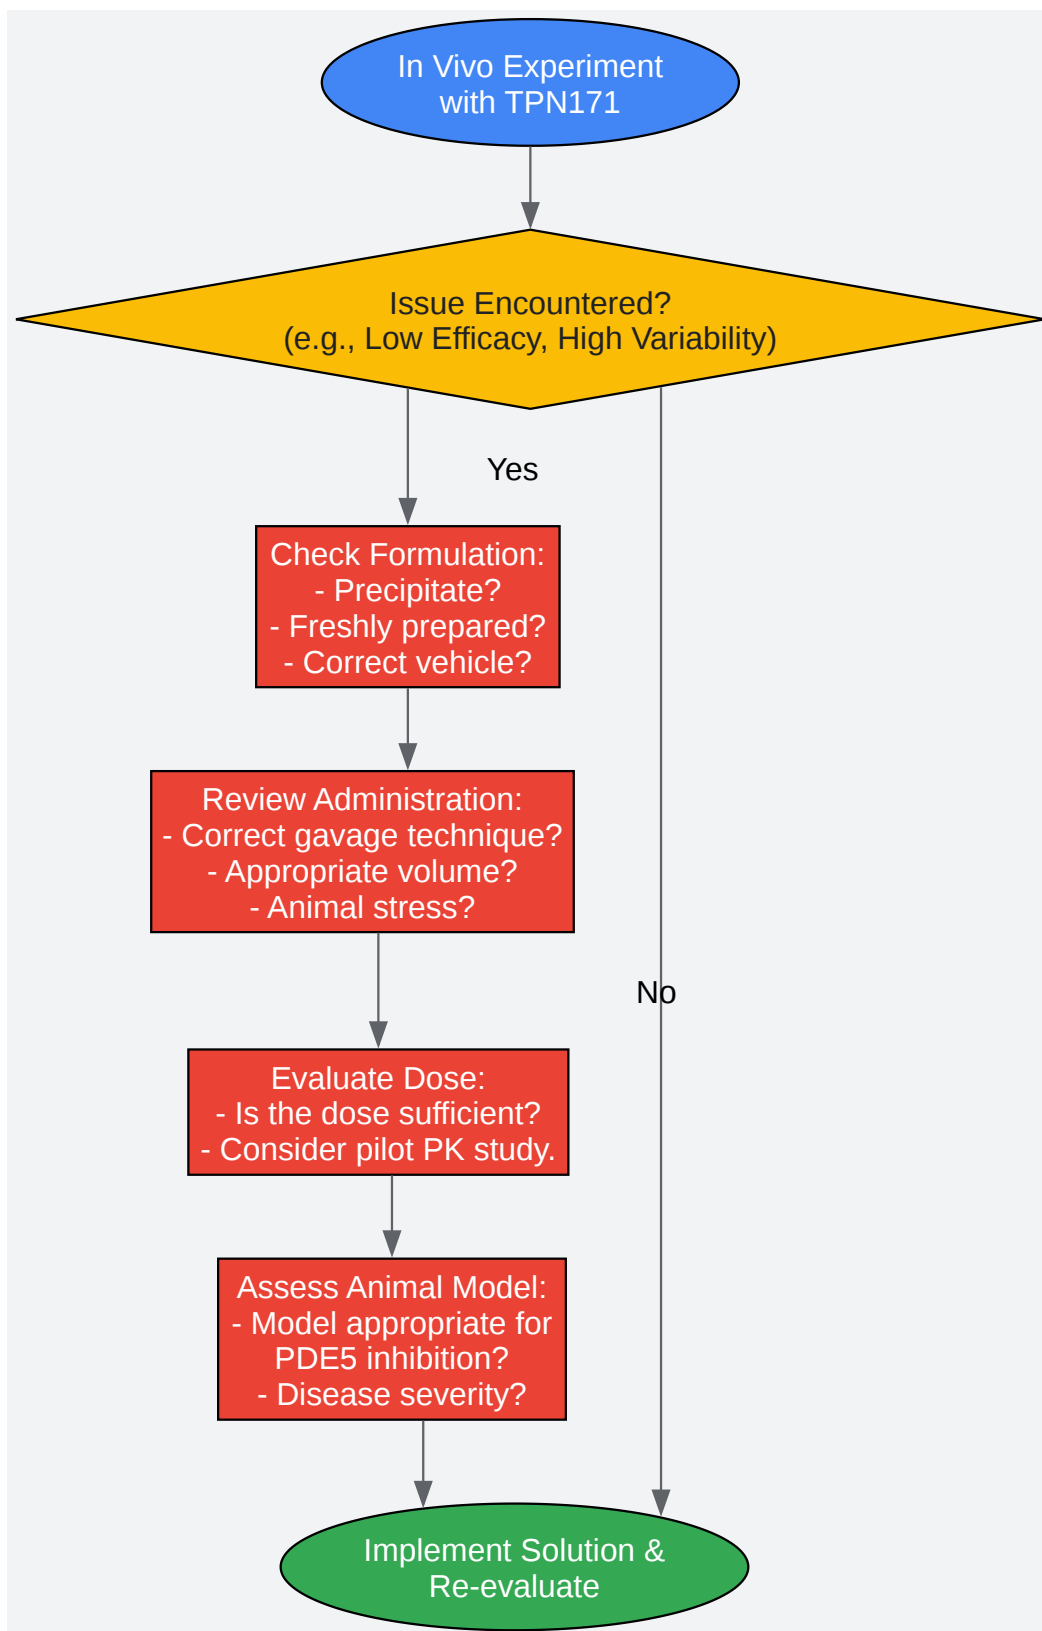 In Vivo Experiment
with TPN171
Issue Encountered?
(e.g., Low Efficacy, High Variability)
Yes
Check Formulation:
- Precipitate?
- Freshly prepared?
- Correct vehicle?
Review Administration:
- Correct gavage technique?
- Appropriate volume?
- Animal stress?
No
Evaluate Dose:
- Is the dose sufficient?
- Consider pilot PK study.
Assess Animal Model:
- Model appropriate for
PDE5 inhibition?
- Disease severity?
Implement Solution &
Re-evaluate